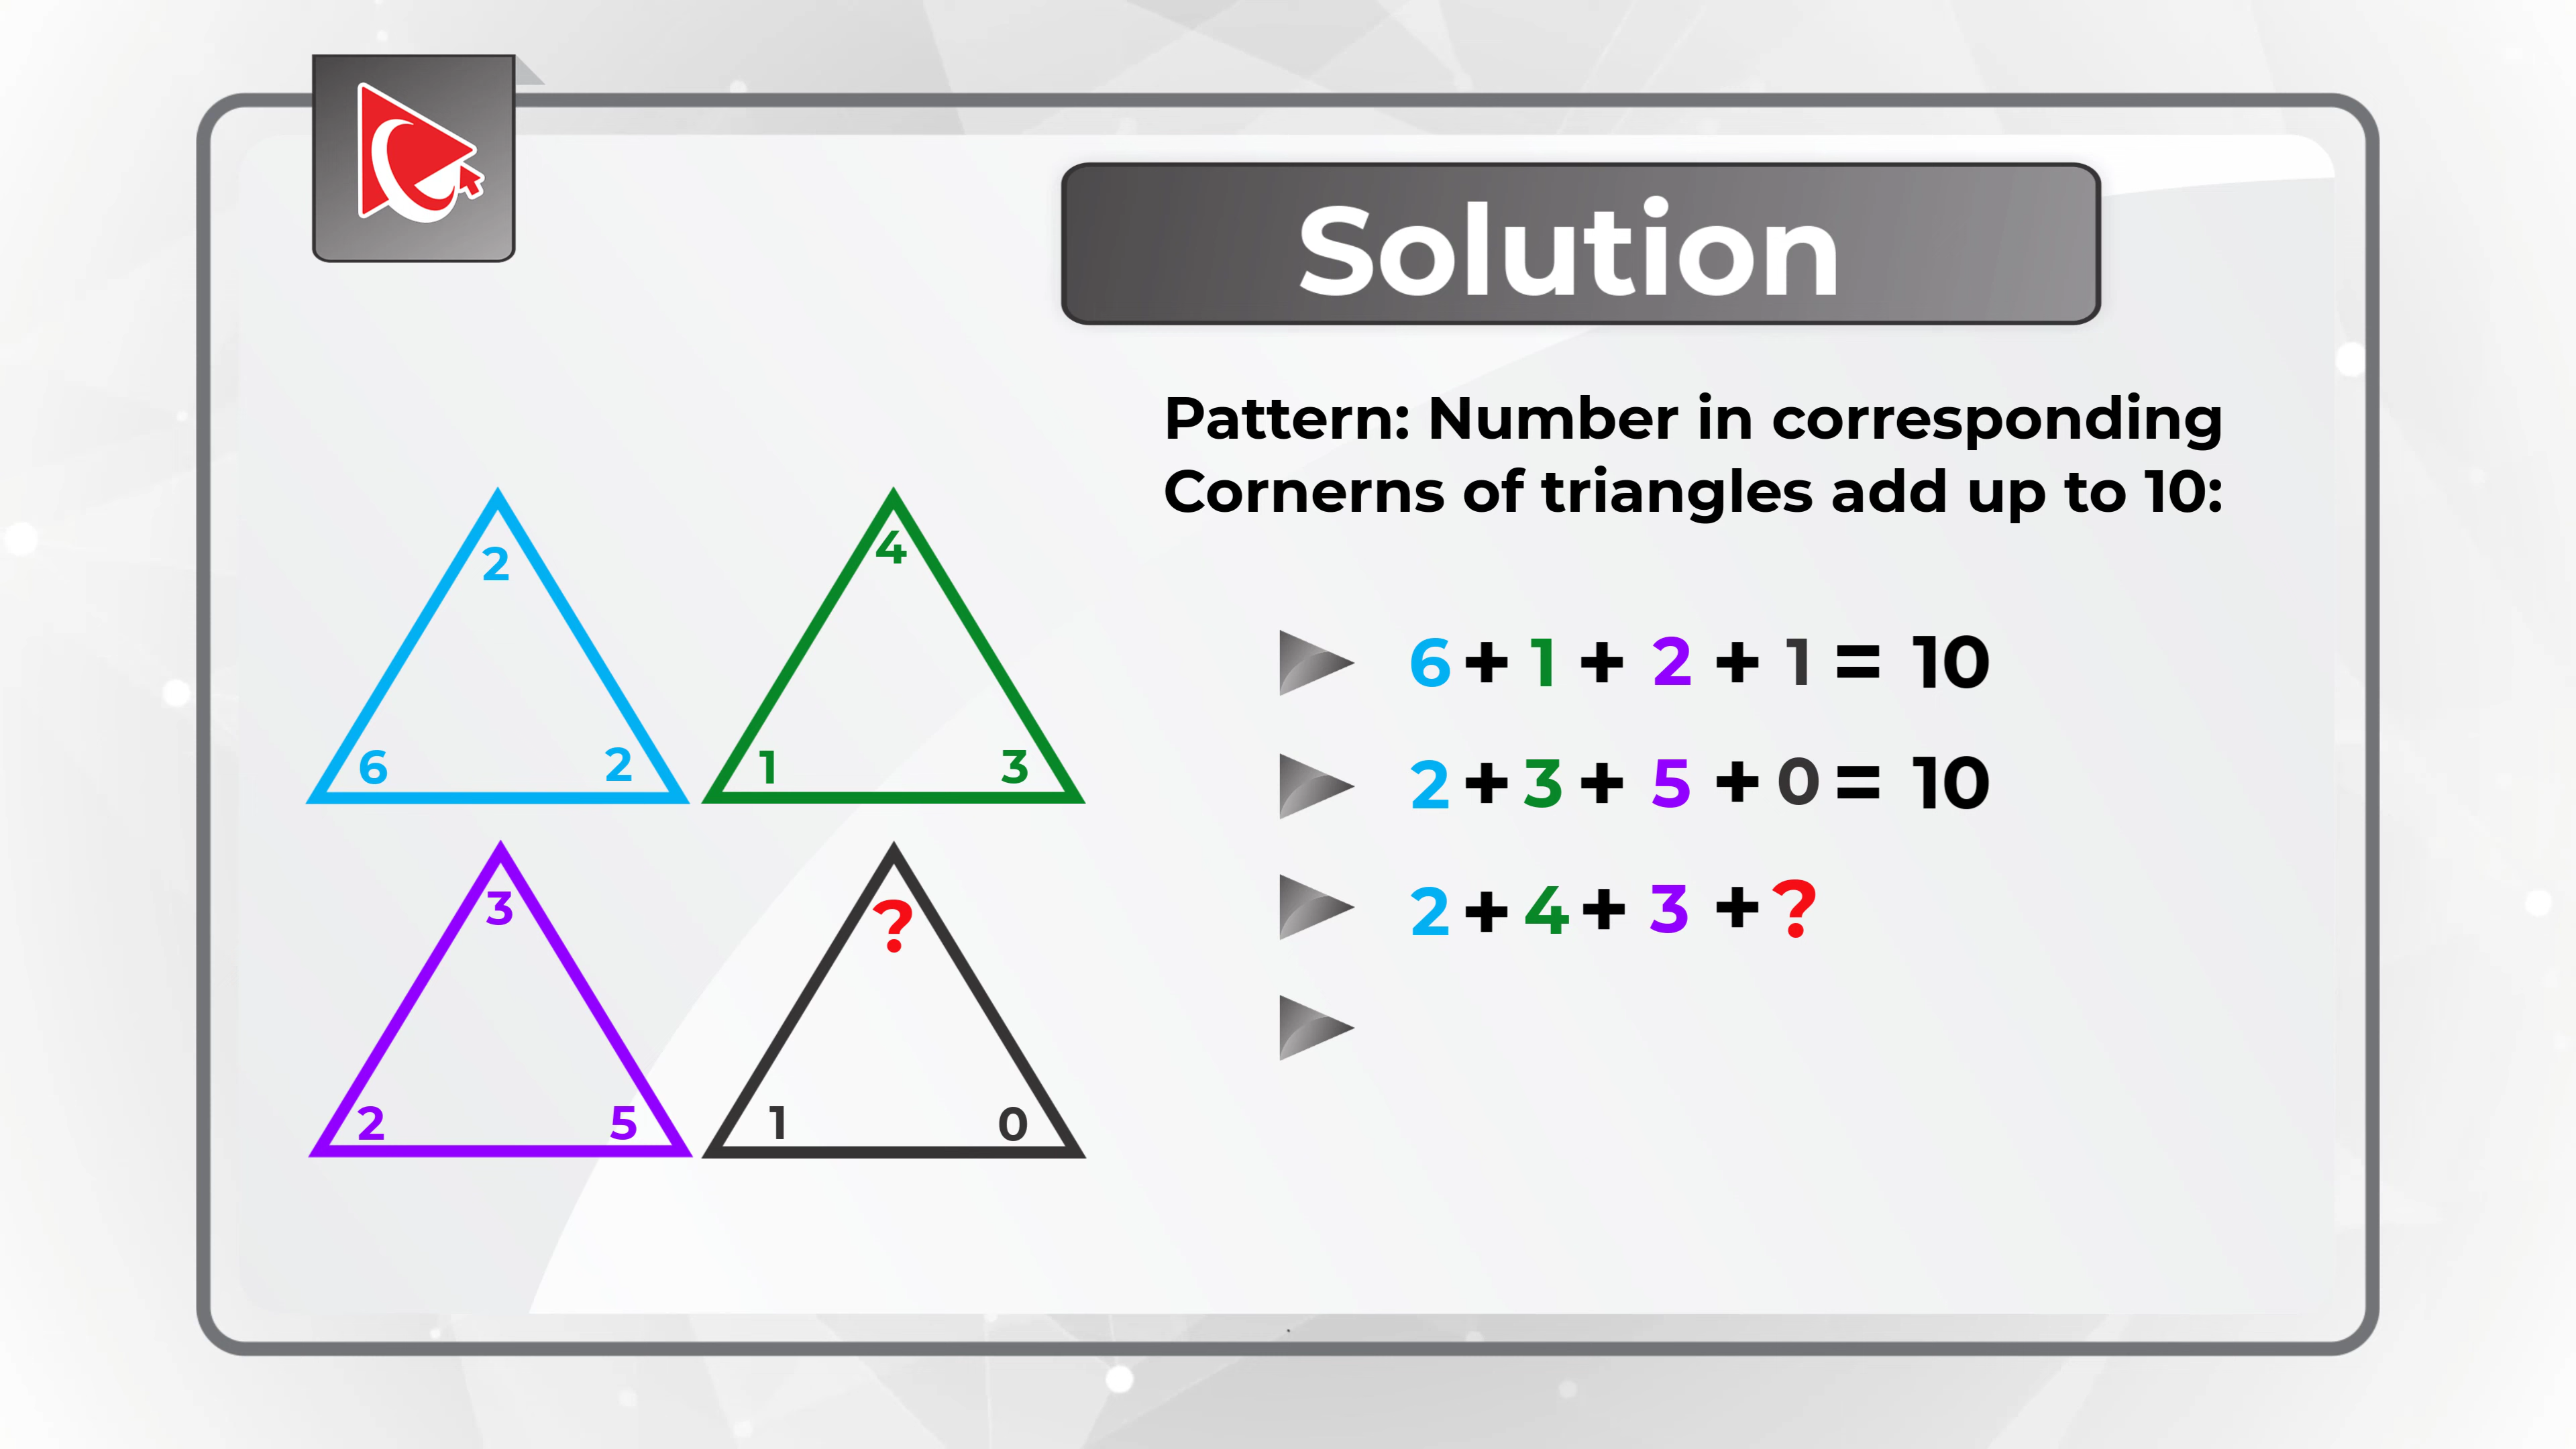 Solution
Pattern: Number in corresponding
Cornerns of triangles add up to 10:
2
6 2
4
1 3
3
2 5
?
1 0
6 + 1 + 2 + 1 = 10
2 + 3 + 5 + 0 = 10
2 + 4 + 3 + ?